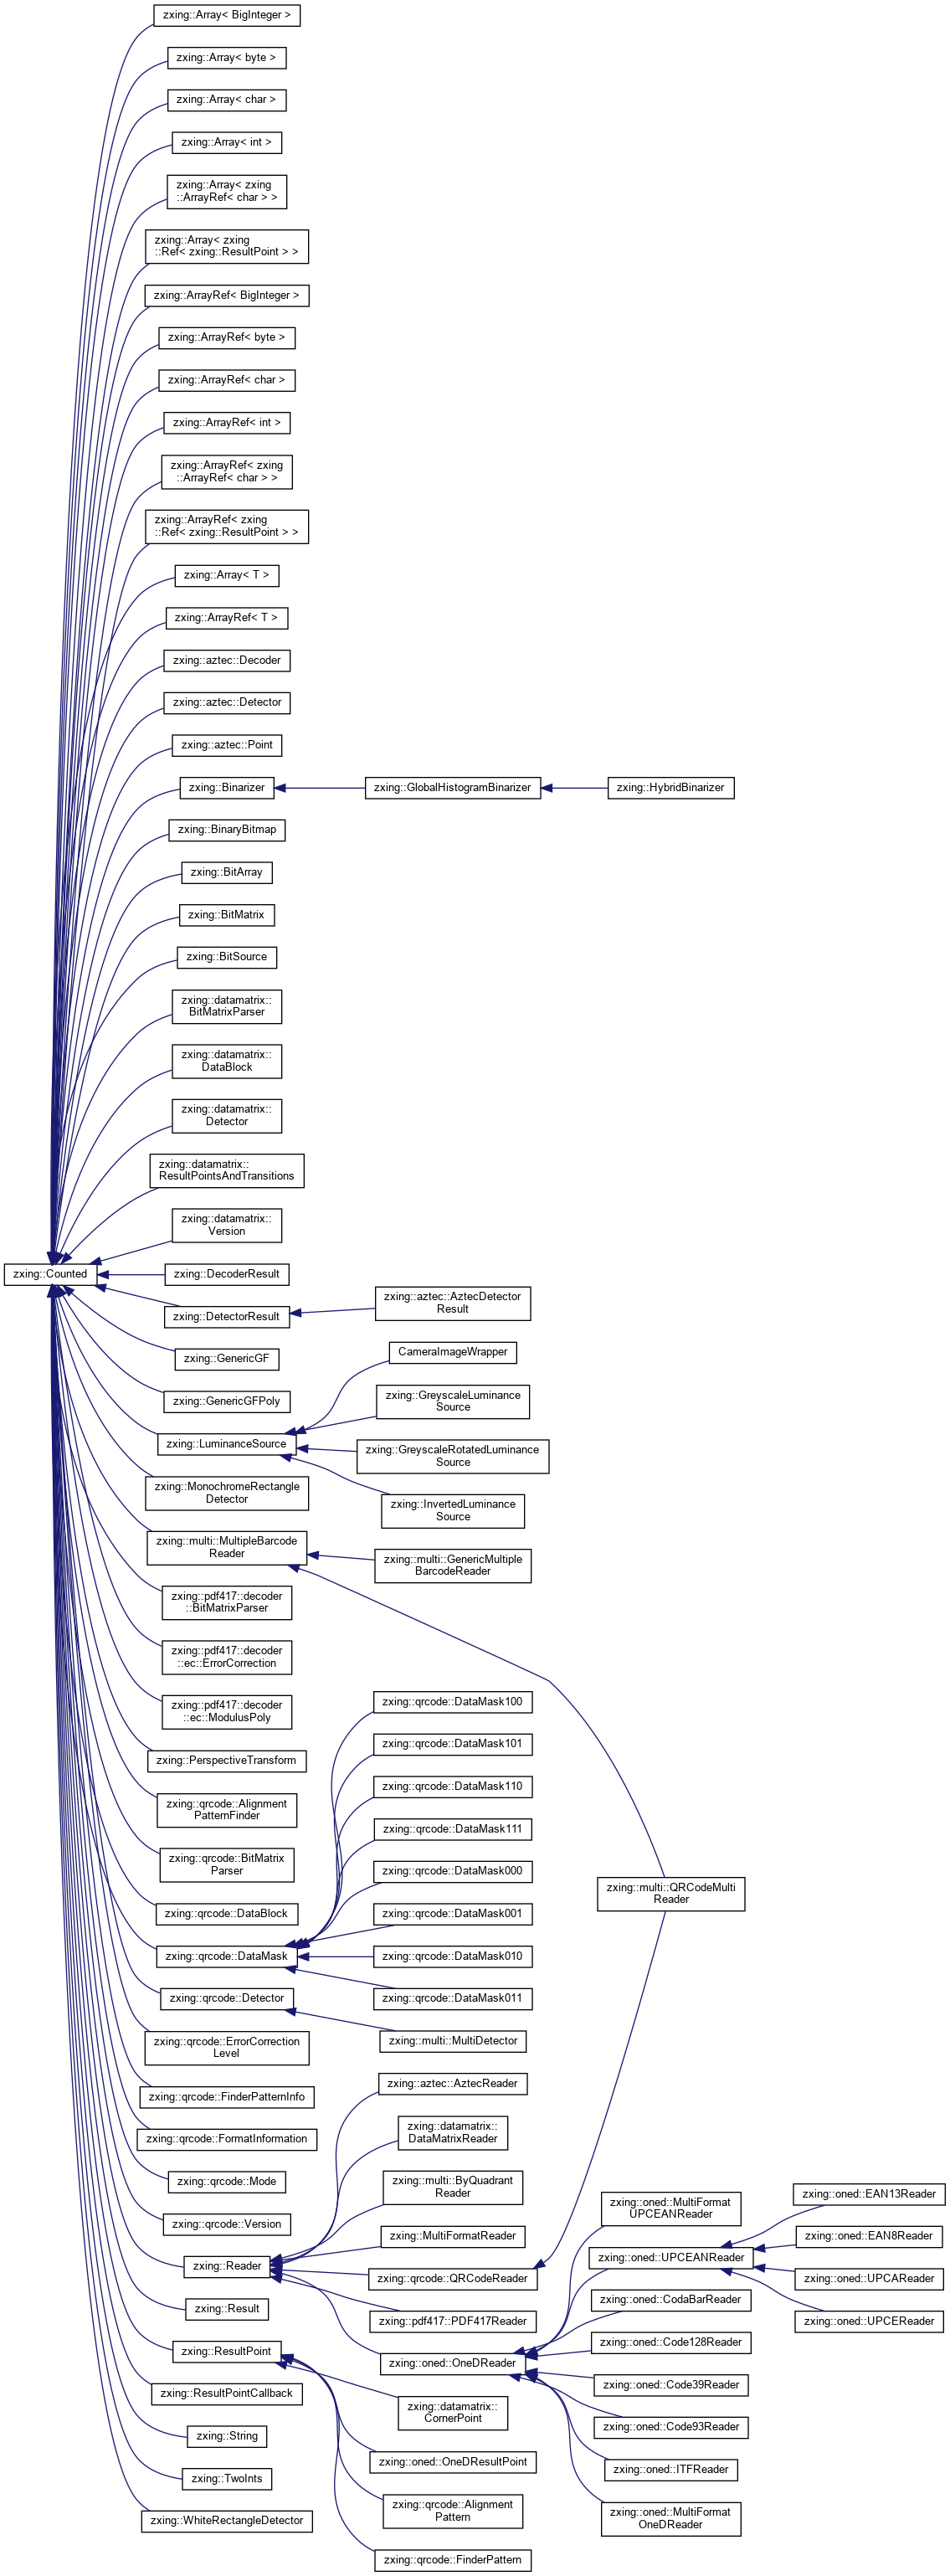 zxing::Array< BigInteger >
zxing::Array< byte >
zxing::Array< char >
zxing::Array< int >
zxing::Array< zxing
::ArrayRef< char > >
zxing::Array< zxing
::Ref< zxing::ResultPoint > >
zxing::ArrayRef< BigInteger >
zxing::ArrayRef< byte >
zxing::ArrayRef< char >
zxing::ArrayRef< int >
zxing::ArrayRef< zxing
::ArrayRef< char > >
zxing::ArrayRef< zxing
::Ref< zxing::ResultPoint > >
zxing::Array< T >
zxing::ArrayRef< T >
zxing::aztec::Decoder
zxing::aztec::Detector
zxing::aztec::Point
zxing::Binarizer
zxing::GlobalHistogramBinarizer
zxing::HybridBinarizer
zxing::BinaryBitmap
zxing::BitArray
zxing::BitMatrix
zxing::BitSource
zxing::datamatrix::
BitMatrixParser
zxing::datamatrix::
DataBlock
zxing::datamatrix::
Detector
zxing::datamatrix::
ResultPointsAndTransitions
zxing::datamatrix::
Version
zxing::Counted
zxing::DecoderResult
zxing::DetectorResult
zxing::aztec::AztecDetector
Result
zxing::GenericGF
CameraImageWrapper
zxing::GenericGFPoly
zxing::GreyscaleLuminance
Source
zxing::LuminanceSource
zxing::GreyscaleRotatedLuminance
Source
zxing::MonochromeRectangle
Detector
zxing::InvertedLuminance
Source
zxing::multi::MultipleBarcode
Reader
zxing::multi::GenericMultiple
BarcodeReader
zxing::pdf417::decoder
::BitMatrixParser
zxing::pdf417::decoder
::ec::ErrorCorrection
zxing::pdf417::decoder
::ec::ModulusPoly
zxing::qrcode::DataMask100
zxing::PerspectiveTransform
zxing::qrcode::DataMask101
zxing::qrcode::Alignment
PatternFinder
zxing::qrcode::DataMask110
zxing::qrcode::DataMask111
zxing::qrcode::BitMatrix
Parser
zxing::qrcode::DataMask000
zxing::multi::QRCodeMulti
Reader
zxing::qrcode::DataBlock
zxing::qrcode::DataMask001
zxing::qrcode::DataMask
zxing::qrcode::DataMask010
zxing::qrcode::Detector
zxing::qrcode::DataMask011
zxing::qrcode::ErrorCorrection
Level
zxing::multi::MultiDetector
zxing::qrcode::FinderPatternInfo
zxing::aztec::AztecReader
zxing::qrcode::FormatInformation
zxing::datamatrix::
DataMatrixReader
zxing::qrcode::Mode
zxing::multi::ByQuadrant
Reader
zxing::qrcode::Version
zxing::MultiFormatReader
zxing::oned::MultiFormat
UPCEANReader
zxing::oned::EAN13Reader
zxing::Reader
zxing::qrcode::QRCodeReader
zxing::oned::UPCEANReader
zxing::oned::EAN8Reader
zxing::oned::UPCAReader
zxing::Result
zxing::pdf417::PDF417Reader
zxing::oned::CodaBarReader
zxing::oned::UPCEReader
zxing::ResultPoint
zxing::oned::OneDReader
zxing::oned::Code128Reader
zxing::ResultPointCallback
zxing::datamatrix::
CornerPoint
zxing::oned::Code39Reader
zxing::String
zxing::oned::OneDResultPoint
zxing::oned::Code93Reader
zxing::TwoInts
zxing::qrcode::Alignment
Pattern
zxing::oned::ITFReader
zxing::WhiteRectangleDetector
zxing::oned::MultiFormat
OneDReader
zxing::qrcode::FinderPattern